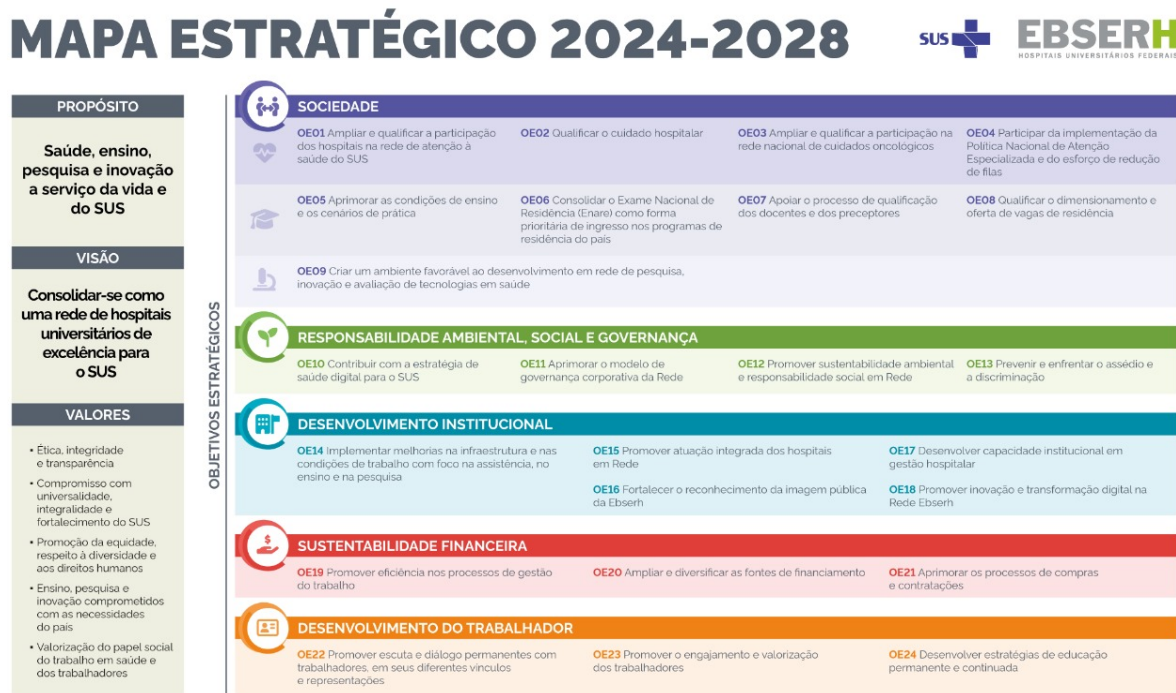 MAPA ESTRATÉGICO 2024-2028
SUS
EBSERH
HOSPITAIS UNIVERSITÁRIOS FEDERAIS
PROPÓSITO
Saúde, ensino,
pesquisa e inovação
a serviço da vida e
do SUS
VISÃO
Consolidar-se como
uma rede de hospitais
universitários de
excelência para
o SUS
VALORES
• Ética, integridade
e transparência
• Compromisso com
universalidade,
integralidade e
fortalecimento do SUS
• Promoção da equidade,
respeito à diversidade e
aos direitos humanos
• Ensino, pesquisa e
inovação comprometidos
com as necessidades
do país
• Valorização do papel social
do trabalho em saúde e
dos trabalhadores
OBJETIVOS ESTRATÉGICOS
SOCIEDADE
OE01 Ampliar e qualificar a participação
dos hospitais na rede de atenção à
saúde do SUS
OE02 Qualificar o cuidado hospitalar
OE03 Ampliar e qualificar a participação na
rede nacional de cuidados oncológicos
OE04 Participar da implementação da
Política Nacional de Atenção
Especializada e do esforço de redução
de filas
OE05 Aprimorar as condições de ensino
e os cenários de prática
OE06 Consolidar o Exame Nacional de
Residência (Enare) como forma
prioritária de ingresso nos programas de
residência do país
OE07 Apoiar o processo de qualificação
dos docentes e dos preceptores
OE08 Qualificar o dimensionamento e
oferta de vagas de residência
OE09 Criar um ambiente favorável ao desenvolvimento em rede de pesquisa,
inovação e avaliação de tecnologias em saúde
RESPONSABILIDADE AMBIENTAL, SOCIAL E GOVERNANÇA
OE10 Contribuir com a estratégia de
saúde digital para o SUS
OE11 Aprimorar o modelo de
governança corporativa da Rede
OE12 Promover sustentabilidade ambiental
e responsabilidade social em Rede
OE13 Prevenir e enfrentar o assédio e
a discriminação
DESENVOLVIMENTO INSTITUCIONAL
OE14 Implementar melhorias na infraestrutura e nas
condições de trabalho com foco na assistência, no
ensino e na pesquisa
OE15 Promover atuação integrada dos hospitais
em Rede
OE16 Fortalecer o reconhecimento da imagem pública
da Ebserh
OE17 Desenvolver capacidade institucional em
gestão hospitalar
OE18 Promover inovação e transformação digital na
Rede Ebserh
SUSTENTABILIDADE FINANCEIRA
OE19 Promover eficiência nos processos de gestão
do trabalho
OE20 Ampliar e diversificar as fontes de financiamento
OE21 Aprimorar os processos de compras
e contratações
DESENVOLVIMENTO DO TRABALHADOR
OE22 Promover escuta e diálogo permanentes com
trabalhadores, em seus diferentes vínculos
e representações
OE23 Promover o engajamento e valorização
dos trabalhadores
OE24 Desenvolver estratégias de educação
permanente e continuada